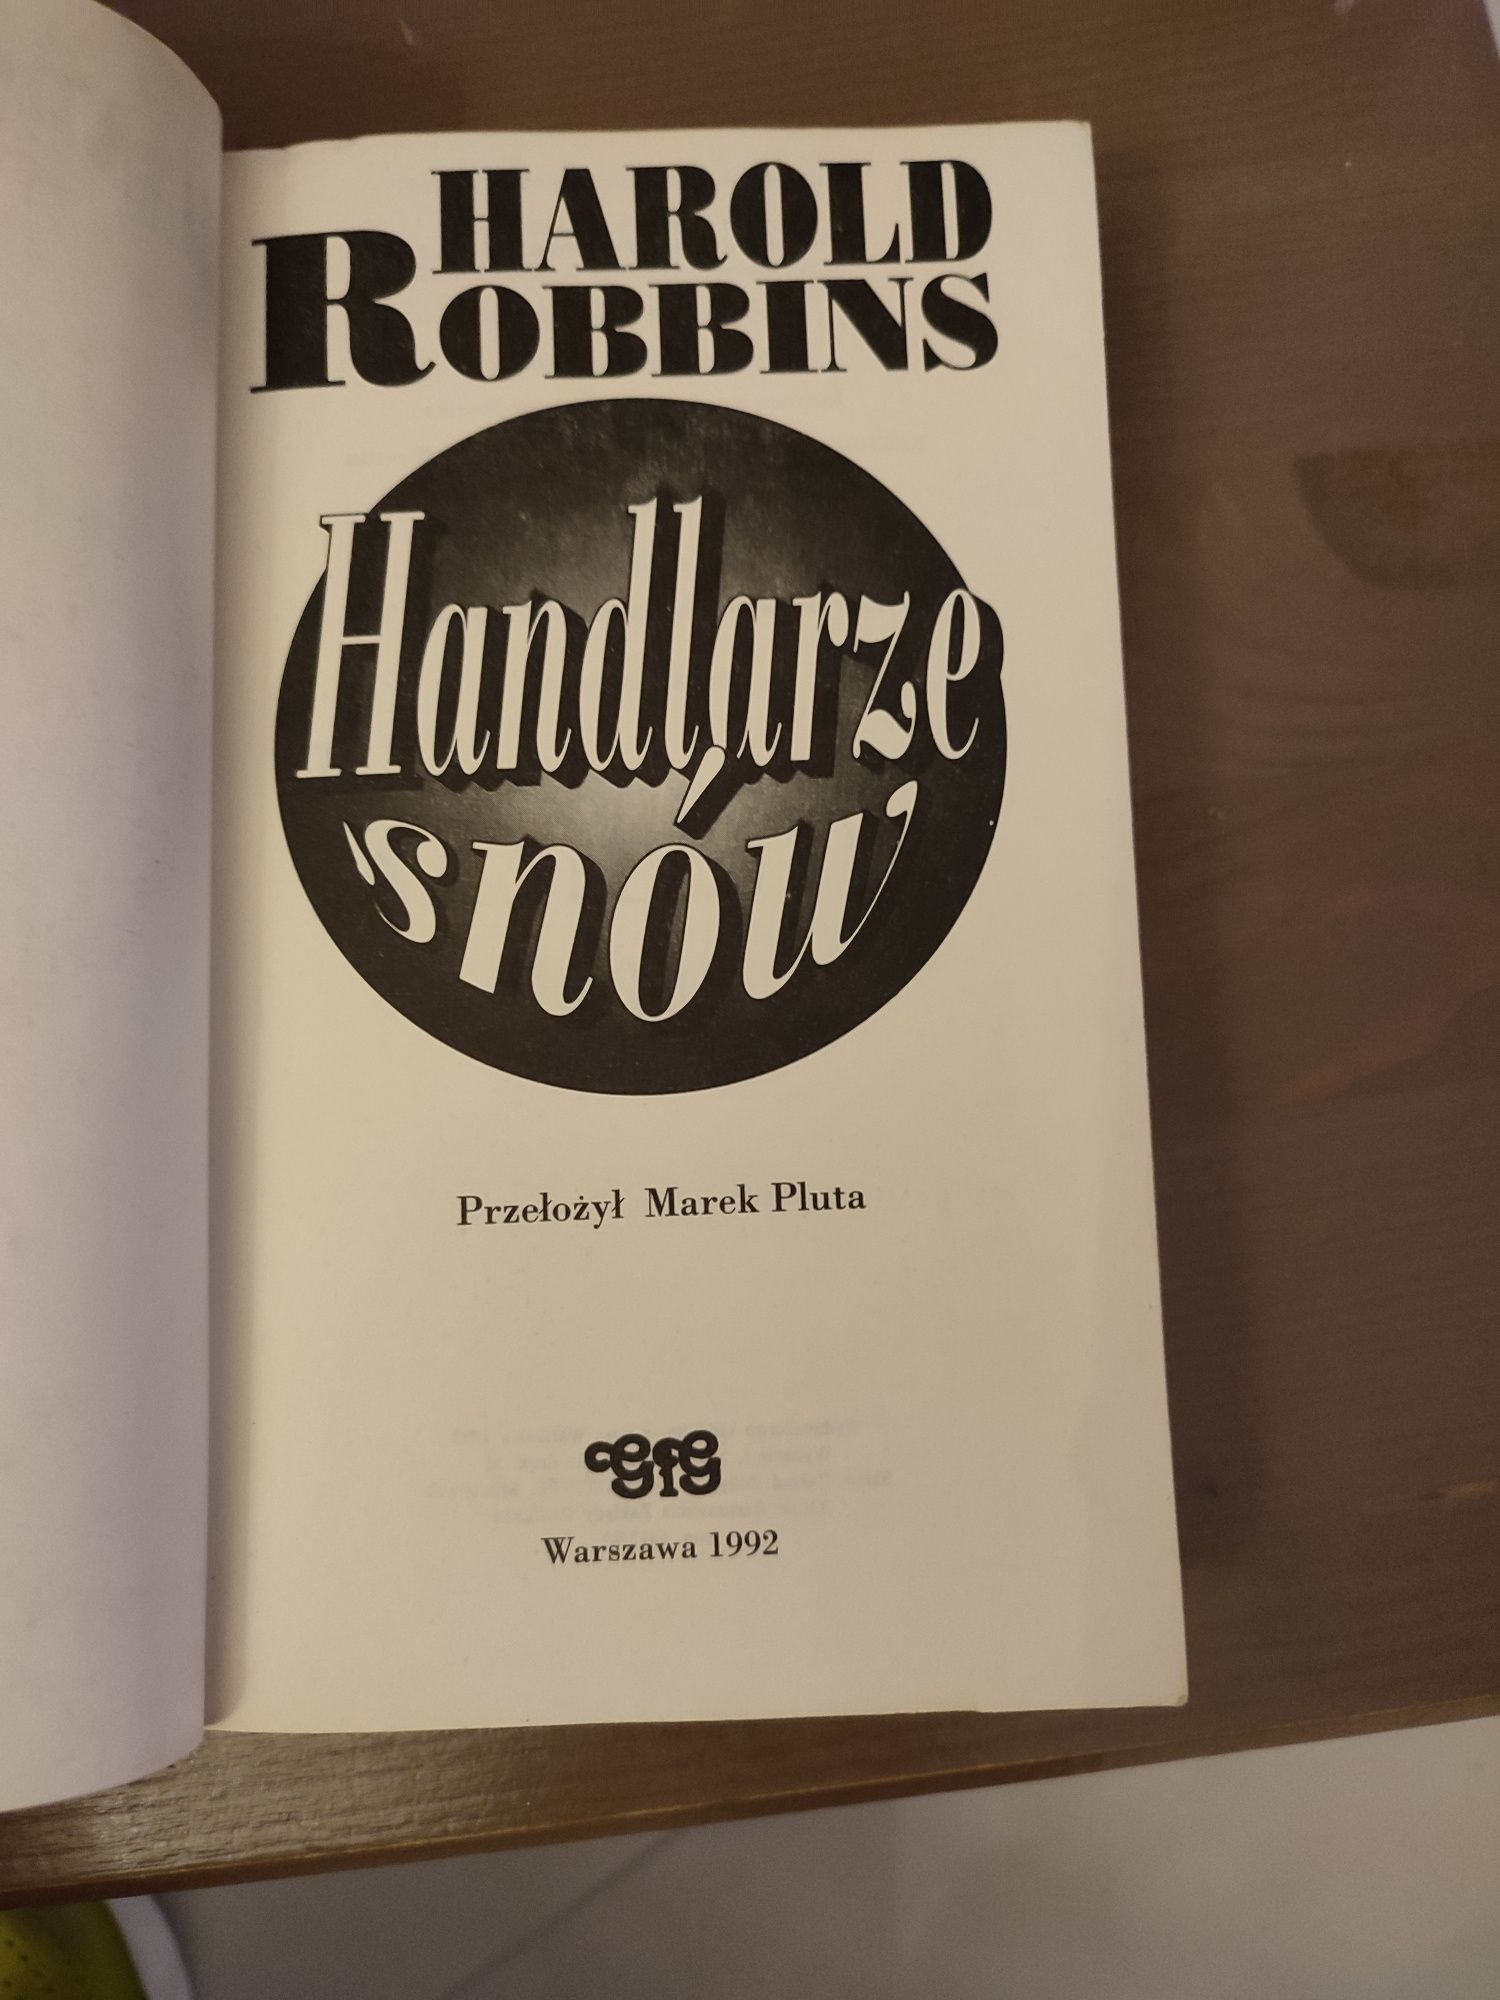 HAROLD
ROBBINS
Handlarze
snów
Przełożył Marek Pluta
Warszawa 1992